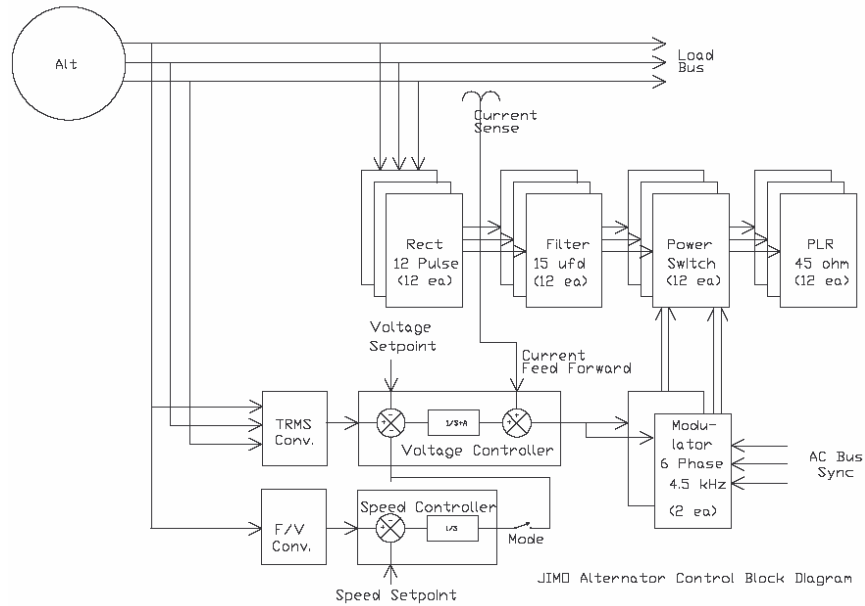 Alt
Load
Bus
Current
Sense
Rect
12 Pulse
(12 ea)
Filter
15 ufd
(12 ea)
Power
Switch
(12 ea)
PLR
45 ohm
(12 ea)
Voltage
Setpoint
Current
Feed Forward
TRMS
Conv.
+
-
-
1/S+A
+
+
Voltage Controller
Modu-
lator
6 Phase
4.5 kHz
(2 ea)
AC Bus
Sync
F/V
Conv.
Speed Controller
+
-
1/S
Mode
Speed Setpoint
JIMO Alternator Control Block Diagram